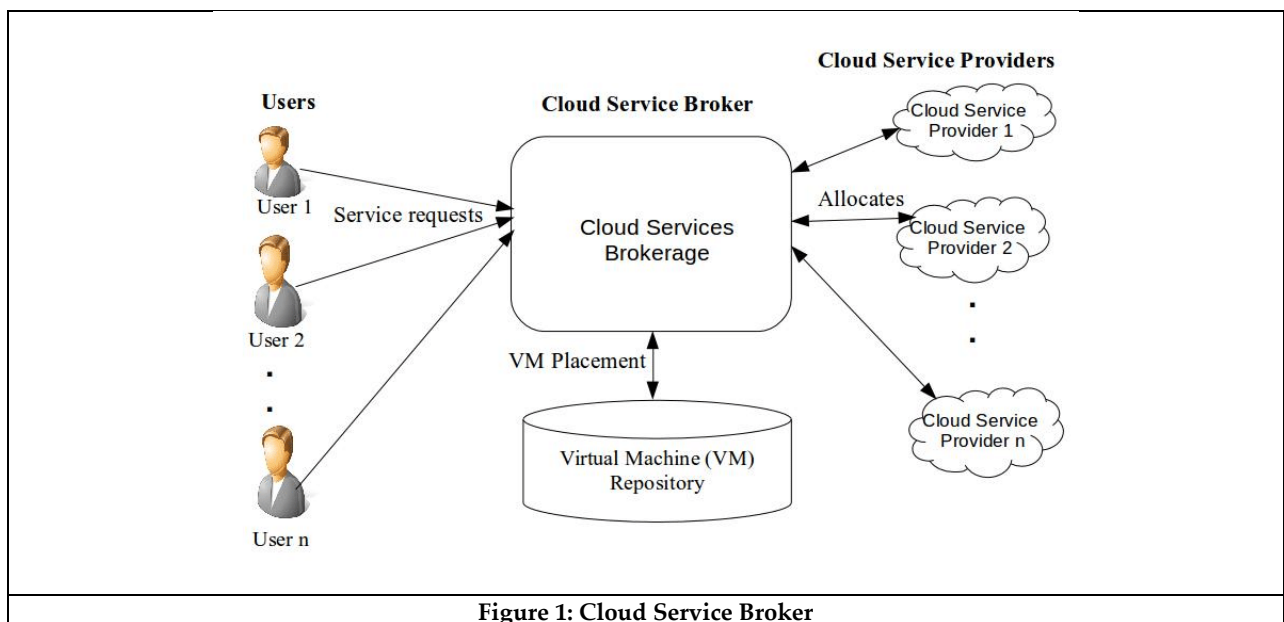 Cloud Service Providers
Users
Cloud Service Broker
Cloud Service
Provider 1
User 1
Service requests
Allocates
Cloud Services
Brokerage
Cloud Service
Provider 2
User 2
VM Placement
Cloud Service
Provider n
Virtual Machine (VM)
Repository
User n
Figure 1: Cloud Service Broker